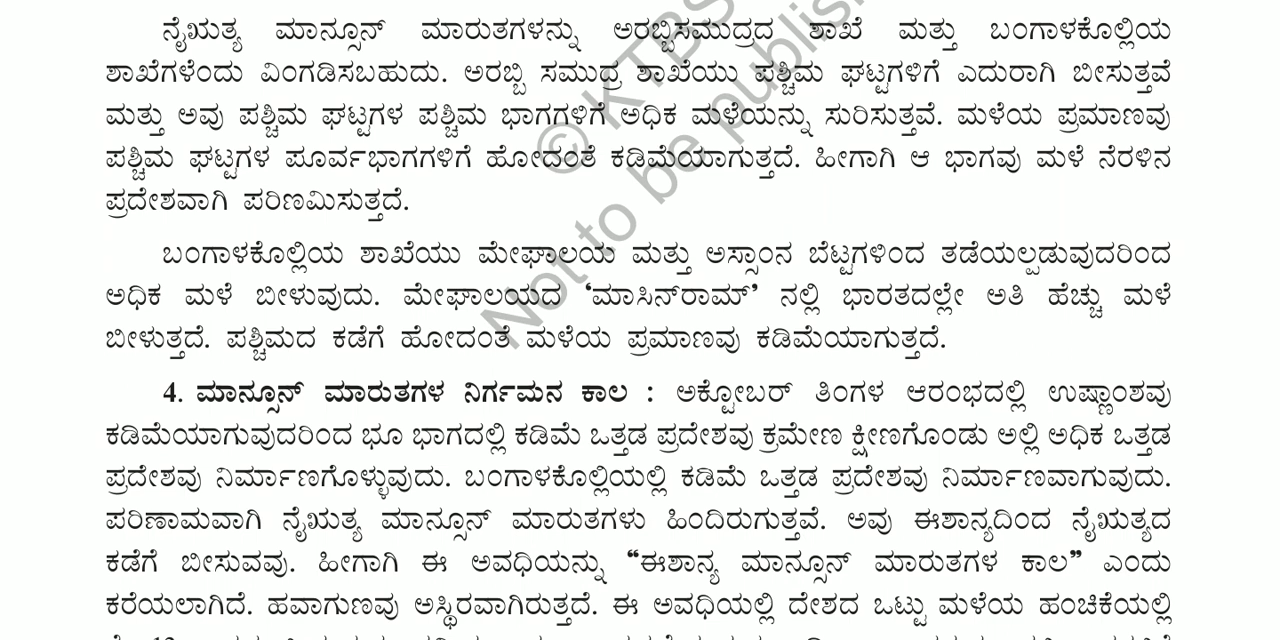 ನೈಋತ್ಯ ಮಾನ್ಸೂನ್ ಮಾರುತಗಳನ್ನು ಅರಬ್ಬಿಸಮುದ್ರದ ಶಾಖೆ ಮತ್ತು ಬಂಗಾಳಕೊಲ್ಲಿಯ
ಶಾಖೆಗಳೆಂದು ವಿಂಗಡಿಸಬಹುದು. ಅರಬ್ಬಿ ಸಮುದ್ರ ಶಾಖೆಯು ಪಶ್ಚಿಮ ಘಟ್ಟಗಳಿಗೆ ಎದುರಾಗಿ ಬೀಸುತ್ತವೆ
ಮತ್ತು ಅವು ಪಶ್ಚಿಮ ಘಟ್ಟಗಳ ಪಶ್ಚಿಮ ಭಾಗಗಳಿಗೆ ಅಧಿಕ ಮಳೆಯನ್ನು ಸುರಿಸುತ್ತವೆ. ಮಳೆಯ ಪ್ರಮಾಣವು
ಪಶ್ಚಿಮ ಘಟ್ಟಗಳ ಪೂರ್ವಭಾಗಗಳಿಗೆ ಹೋದಂತೆ ಕಡಿಮೆಯಾಗುತ್ತದೆ. ಹೀಗಾಗಿ ಆ ಭಾಗವು ಮಳೆ ನೆರಳಿನ
ಪ್ರದೇಶವಾಗಿ ಪರಿಣಮಿಸುತ್ತದೆ.
ಬಂಗಾಳಕೊಲ್ಲಿಯ ಶಾಖೆಯು ಮೇಘಾಲಯ ಮತ್ತು ಅಸ್ಸಾಂನ ಬೆಟ್ಟಗಳಿಂದ ತಡೆಯಲ್ಪಡುವುದರಿಂದ
ಅಧಿಕ ಮಳೆ ಬೀಳುವುದು. ಮೇಘಾಲಯದ ‘ಮಾಸಿನ್‌ರಾಮ್’ ನಲ್ಲಿ ಭಾರತದಲ್ಲೇ ಅತಿ ಹೆಚ್ಚು ಮಳೆ
ಬೀಳುತ್ತದೆ. ಪಶ್ಚಿಮದ ಕಡೆಗೆ ಹೋದಂತೆ ಮಳೆಯ ಪ್ರಮಾಣವು ಕಡಿಮೆಯಾಗುತ್ತದೆ.
4. ಮಾನ್ಸೂನ್ ಮಾರುತಗಳ ನಿರ್ಗಮನ ಕಾಲ : ಅಕ್ಟೋಬರ್ ತಿಂಗಳ ಆರಂಭದಲ್ಲಿ ಉಷ್ಣಾಂಶವು
ಕಡಿಮೆಯಾಗುವುದರಿಂದ ಭೂ ಭಾಗದಲ್ಲಿ ಕಡಿಮೆ ಒತ್ತಡ ಪ್ರದೇಶವು ಕ್ರಮೇಣ ಕ್ಷೀಣಗೊಂಡು ಅಲ್ಲಿ ಅಧಿಕ ಒತ್ತಡ
ಪ್ರದೇಶವು ನಿರ್ಮಾಣಗೊಳ್ಳುವುದು. ಬಂಗಾಳಕೊಲ್ಲಿಯಲ್ಲಿ ಕಡಿಮೆ ಒತ್ತಡ ಪ್ರದೇಶವು ನಿರ್ಮಾಣವಾಗುವುದು.
ಪರಿಣಾಮವಾಗಿ ನೈಋತ್ಯ ಮಾನ್ಸೂನ್ ಮಾರುತಗಳು ಹಿಂದಿರುಗುತ್ತವೆ. ಅವು ಈಶಾನ್ಯದಿಂದ ನೈಋತ್ಯದ
ಕಡೆಗೆ ಬೀಸುವವು. ಹೀಗಾಗಿ ಈ ಅವಧಿಯನ್ನು “ಈಶಾನ್ಯ ಮಾನ್ಸೂನ್ ಮಾರುತಗಳ ಕಾಲ” ಎಂದು
ಕರೆಯಲಾಗಿದೆ. ಹವಾಗುಣವು ಅಸ್ಥಿರವಾಗಿರುತ್ತದೆ. ಈ ಅವಧಿಯಲ್ಲಿ ದೇಶದ ಒಟ್ಟು ಮಳೆಯ ಹಂಚಿಕೆಯಲ್ಲಿ
© KTBS
Not to be publish